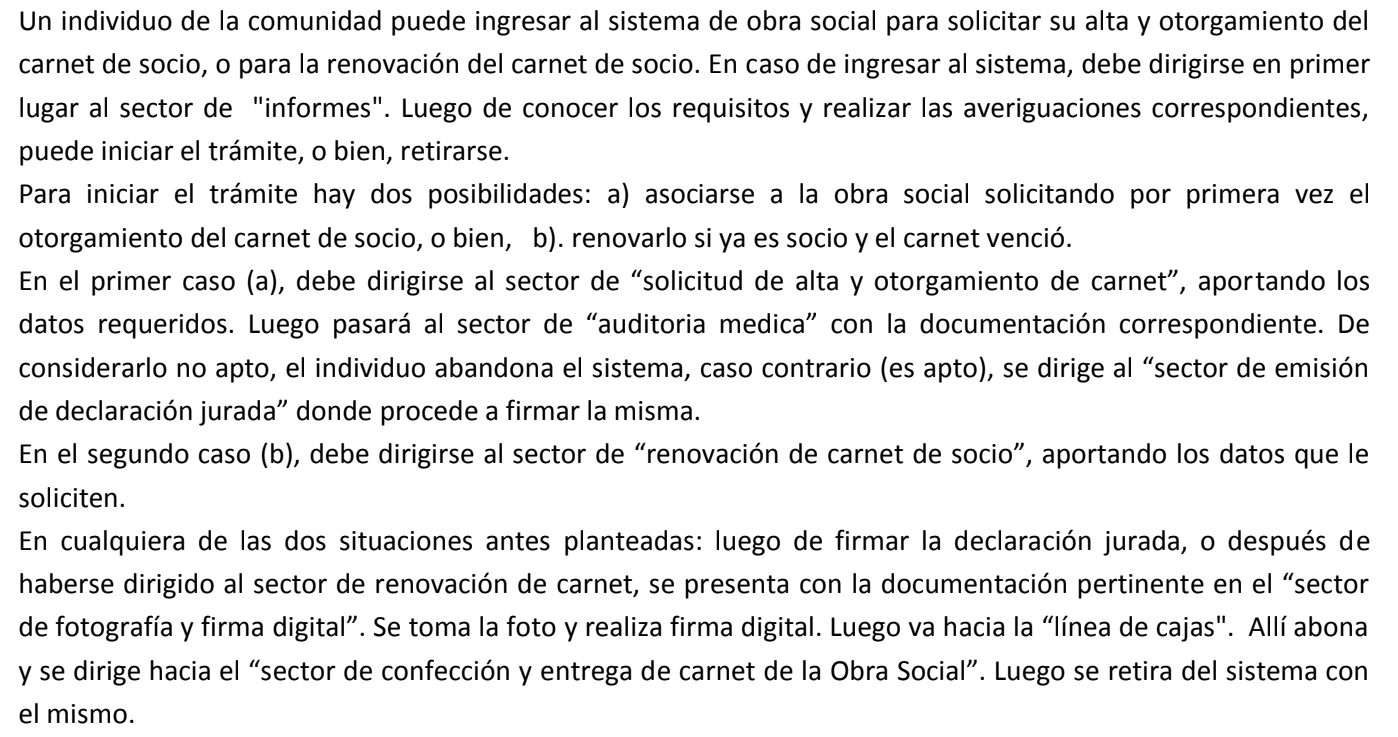 Un individuo de la comunidad puede ingresar al sistema de obra social para solicitar su alta y otorgamiento del
carnet de socio, o para la renovación del carnet de socio. En caso de ingresar al sistema, debe dirigirse en primer
lugar al sector de "informes". Luego de conocer los requisitos y realizar las averiguaciones correspondientes,
puede iniciar el trámite, o bien, retirarse.
Para iniciar el trámite hay dos posibilidades: a) asociarse a la obra social solicitando por primera vez el
otorgamiento del carnet de socio, o bien, b). renovarlo si ya es socio y el carnet venció.
En el primer caso (a), debe dirigirse al sector de “solicitud de alta y otorgamiento de carnet”, aportando los
datos requeridos. Luego pasará al sector de “auditoria medica” con la documentación correspondiente. De
considerarlo no apto, el individuo abandona el sistema, caso contrario (es apto), se dirige al “sector de emisión
de declaración jurada” donde procede a firmar la misma.
En el segundo caso (b), debe dirigirse al sector de “renovación de carnet de socio”, aportando los datos que le
soliciten.
En cualquiera de las dos situaciones antes planteadas: luego de firmar la declaración jurada, o después de
haberse dirigido al sector de renovación de carnet, se presenta con la documentación pertinente en el “sector
de fotografía y firma digital”. Se toma la foto y realiza firma digital. Luego va hacia la “línea de cajas". Allí abona
y se dirige hacia el “sector de confección y entrega de carnet de la Obra Social”. Luego se retira del sistema con
el mismo.